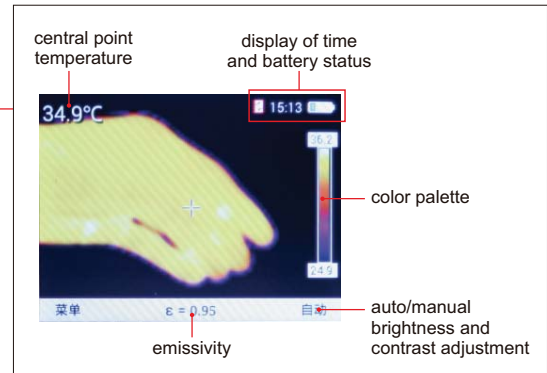 central point
temperature
display of time
and battery status
34.9°C
15:13
36.2
color palette
24.9
菜单
ε = 0.95
自动
auto/manual
brightness and
contrast adjustment
emissivity